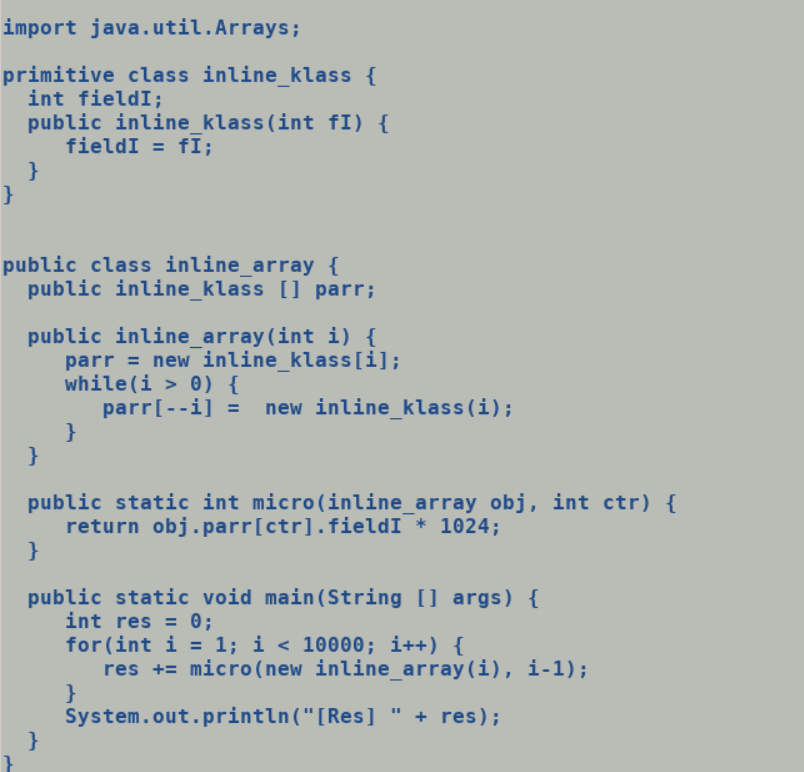 import java.util.Arrays;

primitive class inline_klass {
  int fieldI;
  public inline_klass(int fI) {
     fieldI = fI;
  }
}


public class inline_array {
  public inline_klass [] parr;

  public inline_array(int i) {
     parr = new inline_klass[i];
     while(i > 0) {
        parr[--i] =  new inline_klass(i);
     }
  }

  public static int micro(inline_array obj, int ctr) {
     return obj.parr[ctr].fieldI * 1024;
  }

  public static void main(String [] args) {
     int res = 0;
     for(int i = 1; i < 10000; i++) {
        res += micro(new inline_array(i), i-1);
     }
     System.out.println("[Res] " + res);
  }
}